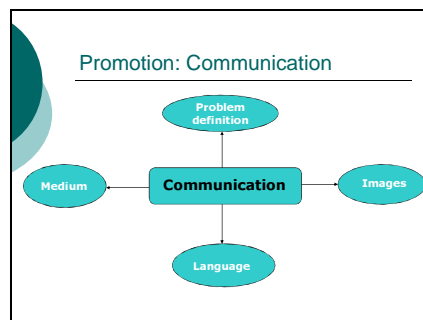 Promotion: Communication
Problem
definition
Medium
Communication
Images
Language